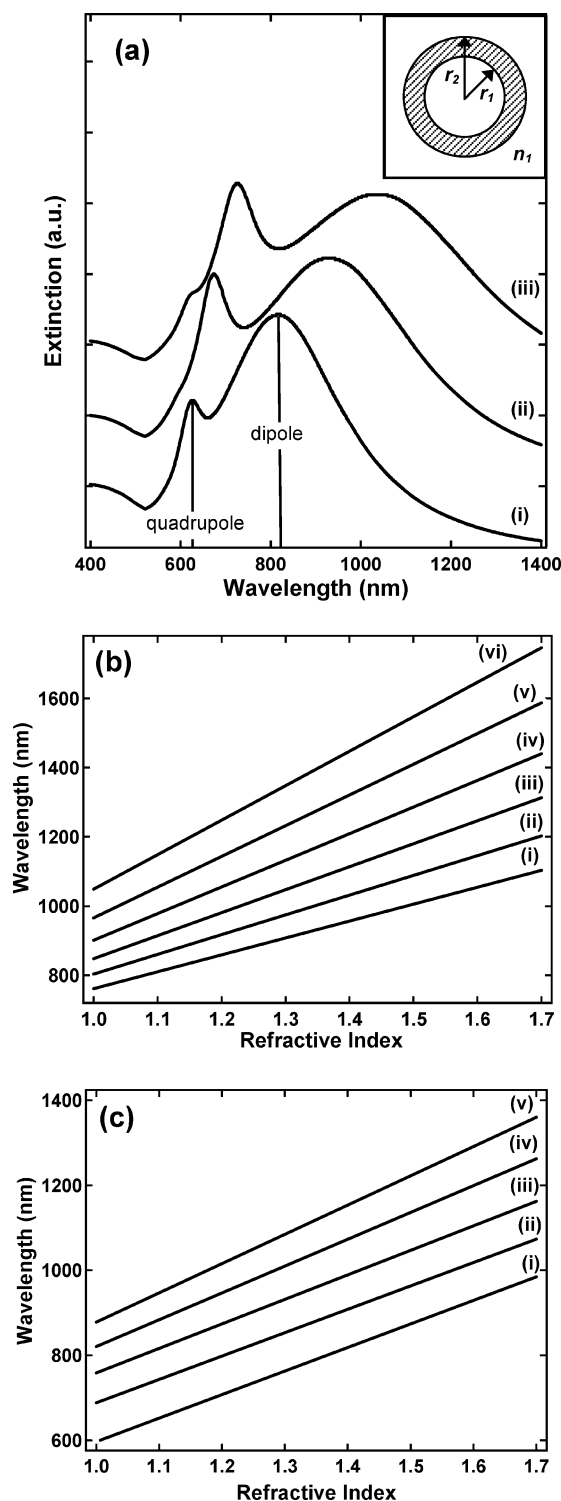 (a)
r2
r1
n1
Extinction (a.u.)
(iii)
(ii)
(i)
dipole
quadrupole
400 600 800 1000 1200 1400
Wavelength (nm)
(b)
(vi)
(v)
(iv)
(iii)
(ii)
(i)
1600
1400
1200
1000
800
Wavelength (nm)
1.0 1.1 1.2 1.3 1.4 1.5 1.6 1.7
Refractive Index
(c)
(v)
(iv)
(iii)
(ii)
(i)
1400
1200
1000
800
600
Wavelength (nm)
1.0 1.1 1.2 1.3 1.4 1.5 1.6 1.7
Refractive Index